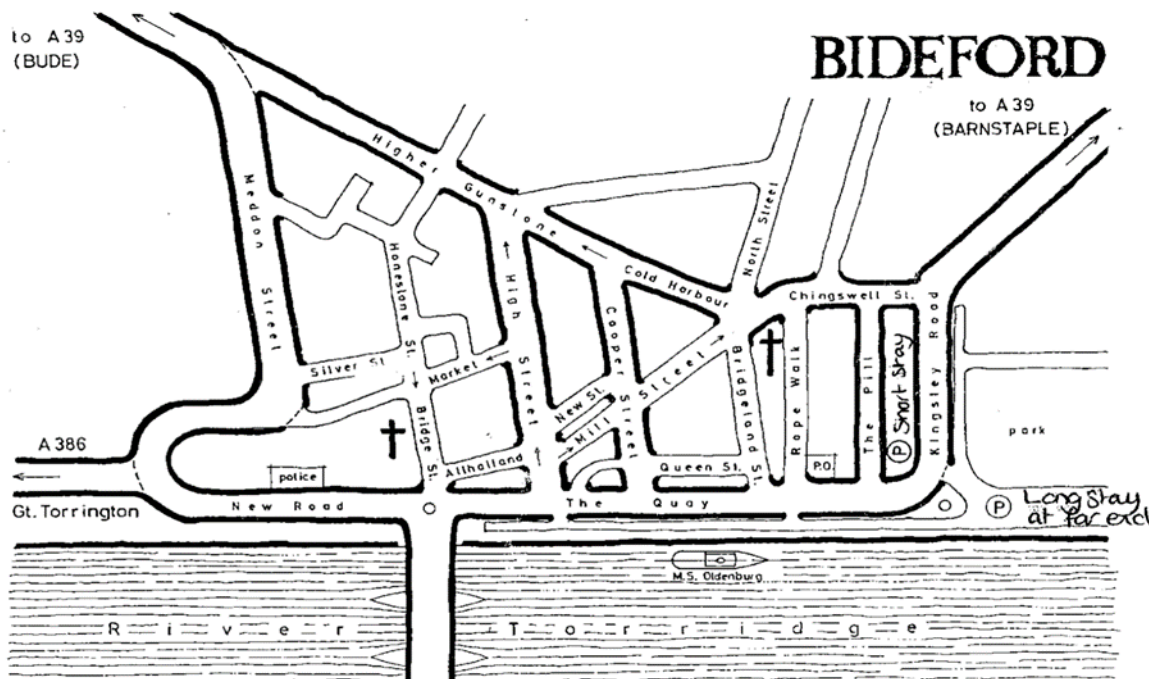 to A39
(BUDE)
BIDEFORD
to A39
(BARNSTAPLE)
Higher Gunstone
Meddon Street
Honestone St.
High Street
Cold Harbour
North Street
Chingswell St.
Cooper Street
Silver St.
Market
New St.
Mill Street
Bridgeland St.
Rope Walk
The Pill
P Short Stay
Kingsley Road
park
A386
Bridge St.
Allhalland
Queen St.
P.O.
police
Gt. Torrington
New Road
The Quay
P Long Stay
at far end
M.S. Oldenburg
River Torridge